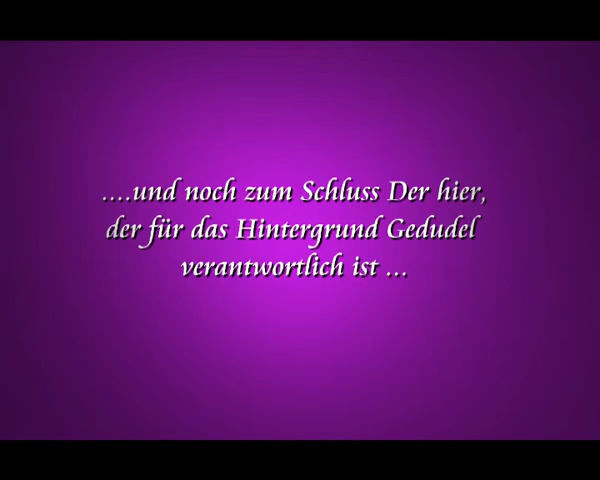 ....und noch zum Schluss Der hier,
der für das Hintergrund Gedudel
verantwortlich ist ...